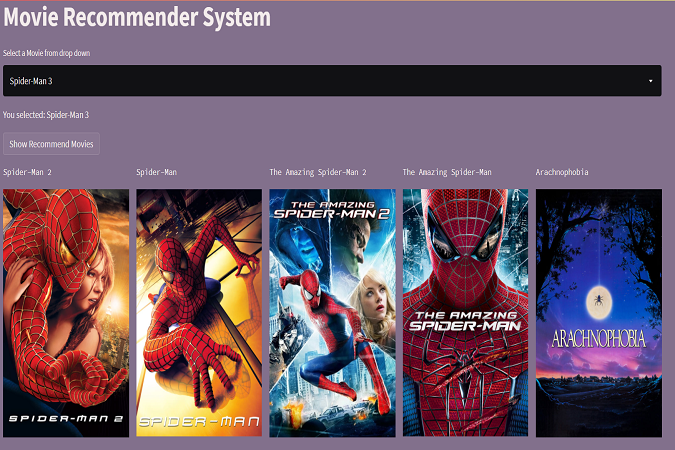 Movie Recommender System
Select a Movie from drop down
Spider-Man 3
You selected: Spider-Man 3
Show Recommend Movies
Spider-Man 2
Spider-Man
The Amazing Spider-Man 2
The Amazing Spider-Man
Arachnophobia
SPIDER-MAN 2
SPIDER-MAN
THE AMAZING
SPIDER-MAN 2
THE AMAZING
SPIDER-MAN
ARACHNOPHOBIA